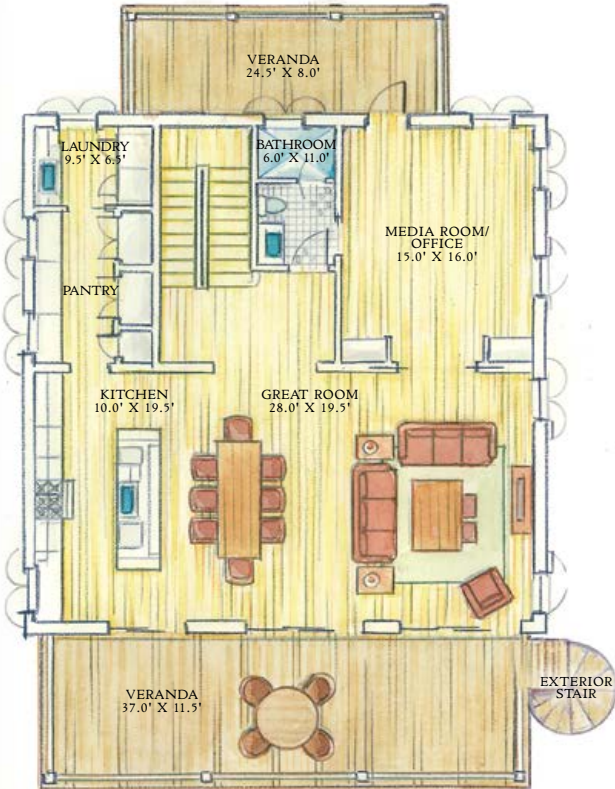 VERANDA
24.5' X 8.0'
LAUNDRY
9.5' X 6.5'
BATHROOM
6.0' X 11.0'
MEDIA ROOM/
OFFICE
15.0' X 16.0'
PANTRY
KITCHEN
10.0' X 19.5'
GREAT ROOM
28.0' X 19.5'
VERANDA
37.0' X 11.5'
EXTERIOR
STAIR